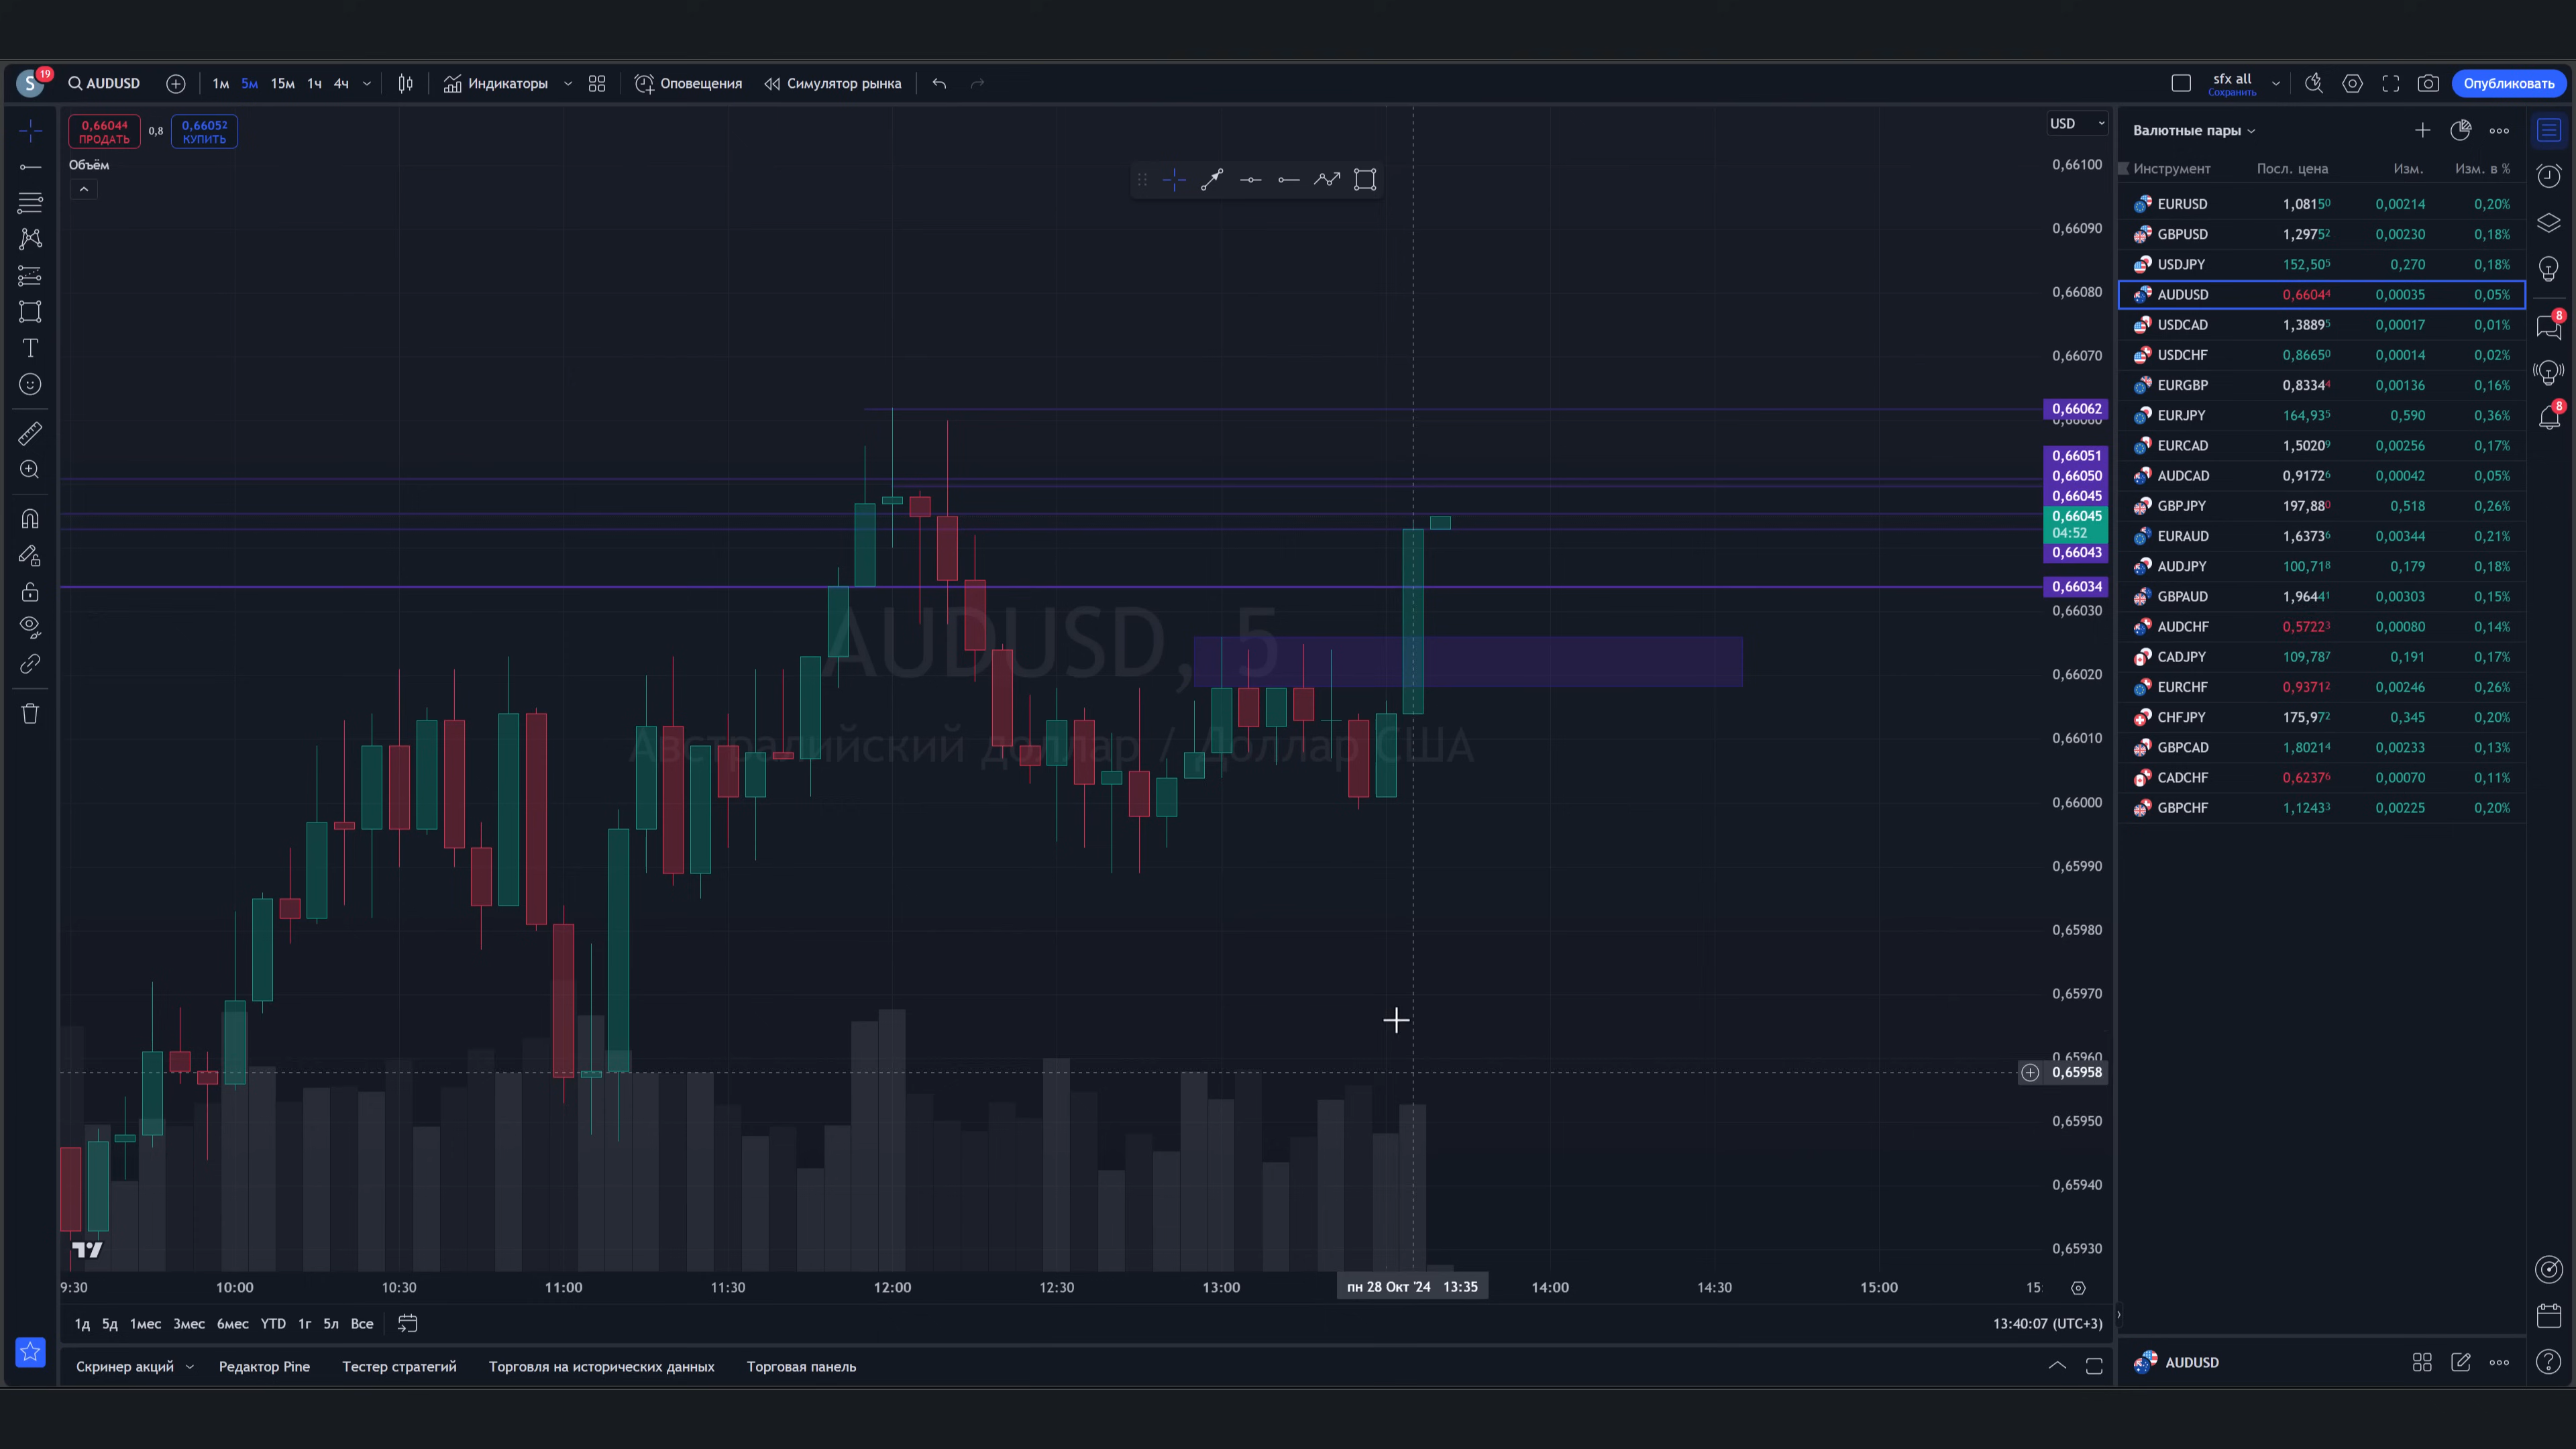 S 19 AUDUSD 1м 5м 15м 1ч 4ч Индикаторы Оповещения Симулятор рынка sfx all Сохранить Опубликовать
0,66044 ПРОДАТЬ 0,8 0,66052 КУПИТЬ
Объём
USD
0,66100
0,66090
0,66080
0,66070
0,66062
0,66060
0,66051
0,66050
0,66045
0,66045
04:52
0,66043
0,66034
0,66030
0,66020
0,66010
0,66000
0,65990
0,65980
0,65970
0,65960
0,65958
0,65950
0,65940
0,65930
AUDUSD, 5
Австралийский доллар / Доллар США
9:30 10:00 10:30 11:00 11:30 12:00 12:30 13:00 пн 28 Окт '24 13:35 14:00 14:30 15:00 15:
1д 5д 1мес 3мес 6мес YTD 1г 5л Все 13:40:07 (UTC+3)
Скринер акций Редактор Pine Тестер стратегий Торговля на исторических данных Торговая панель
Валютные пары
Инструмент Посл. цена Изм. Изм. в %
EURUSD 1,08150 0,00214 0,20%
GBPUSD 1,29752 0,00230 0,18%
USDJPY 152,505 0,270 0,18%
AUDUSD 0,66044 0,00035 0,05%
USDCAD 1,38895 0,00017 0,01%
USDCHF 0,86650 0,00014 0,02%
EURGBP 0,83344 0,00136 0,16%
EURJPY 164,935 0,590 0,36%
EURCAD 1,50209 0,00256 0,17%
AUDCAD 0,91726 0,00042 0,05%
GBPJPY 197,880 0,518 0,26%
EURAUD 1,63736 0,00344 0,21%
AUDJPY 100,718 0,179 0,18%
GBPAUD 1,96441 0,00303 0,15%
AUDCHF 0,57223 0,00080 0,14%
CADJPY 109,787 0,191 0,17%
EURCHF 0,93712 0,00246 0,26%
CHFJPY 175,972 0,345 0,20%
GBPCAD 1,80214 0,00233 0,13%
CADCHF 0,62376 0,00070 0,11%
GBPCHF 1,12433 0,00225 0,20%
8
8
AUDUSD